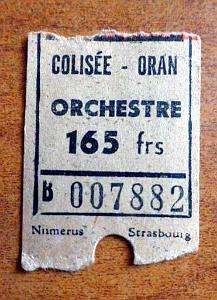 COLISÉE - ORAN
ORCHESTRE
165 frs
B 007882
Numerus Strasbourg